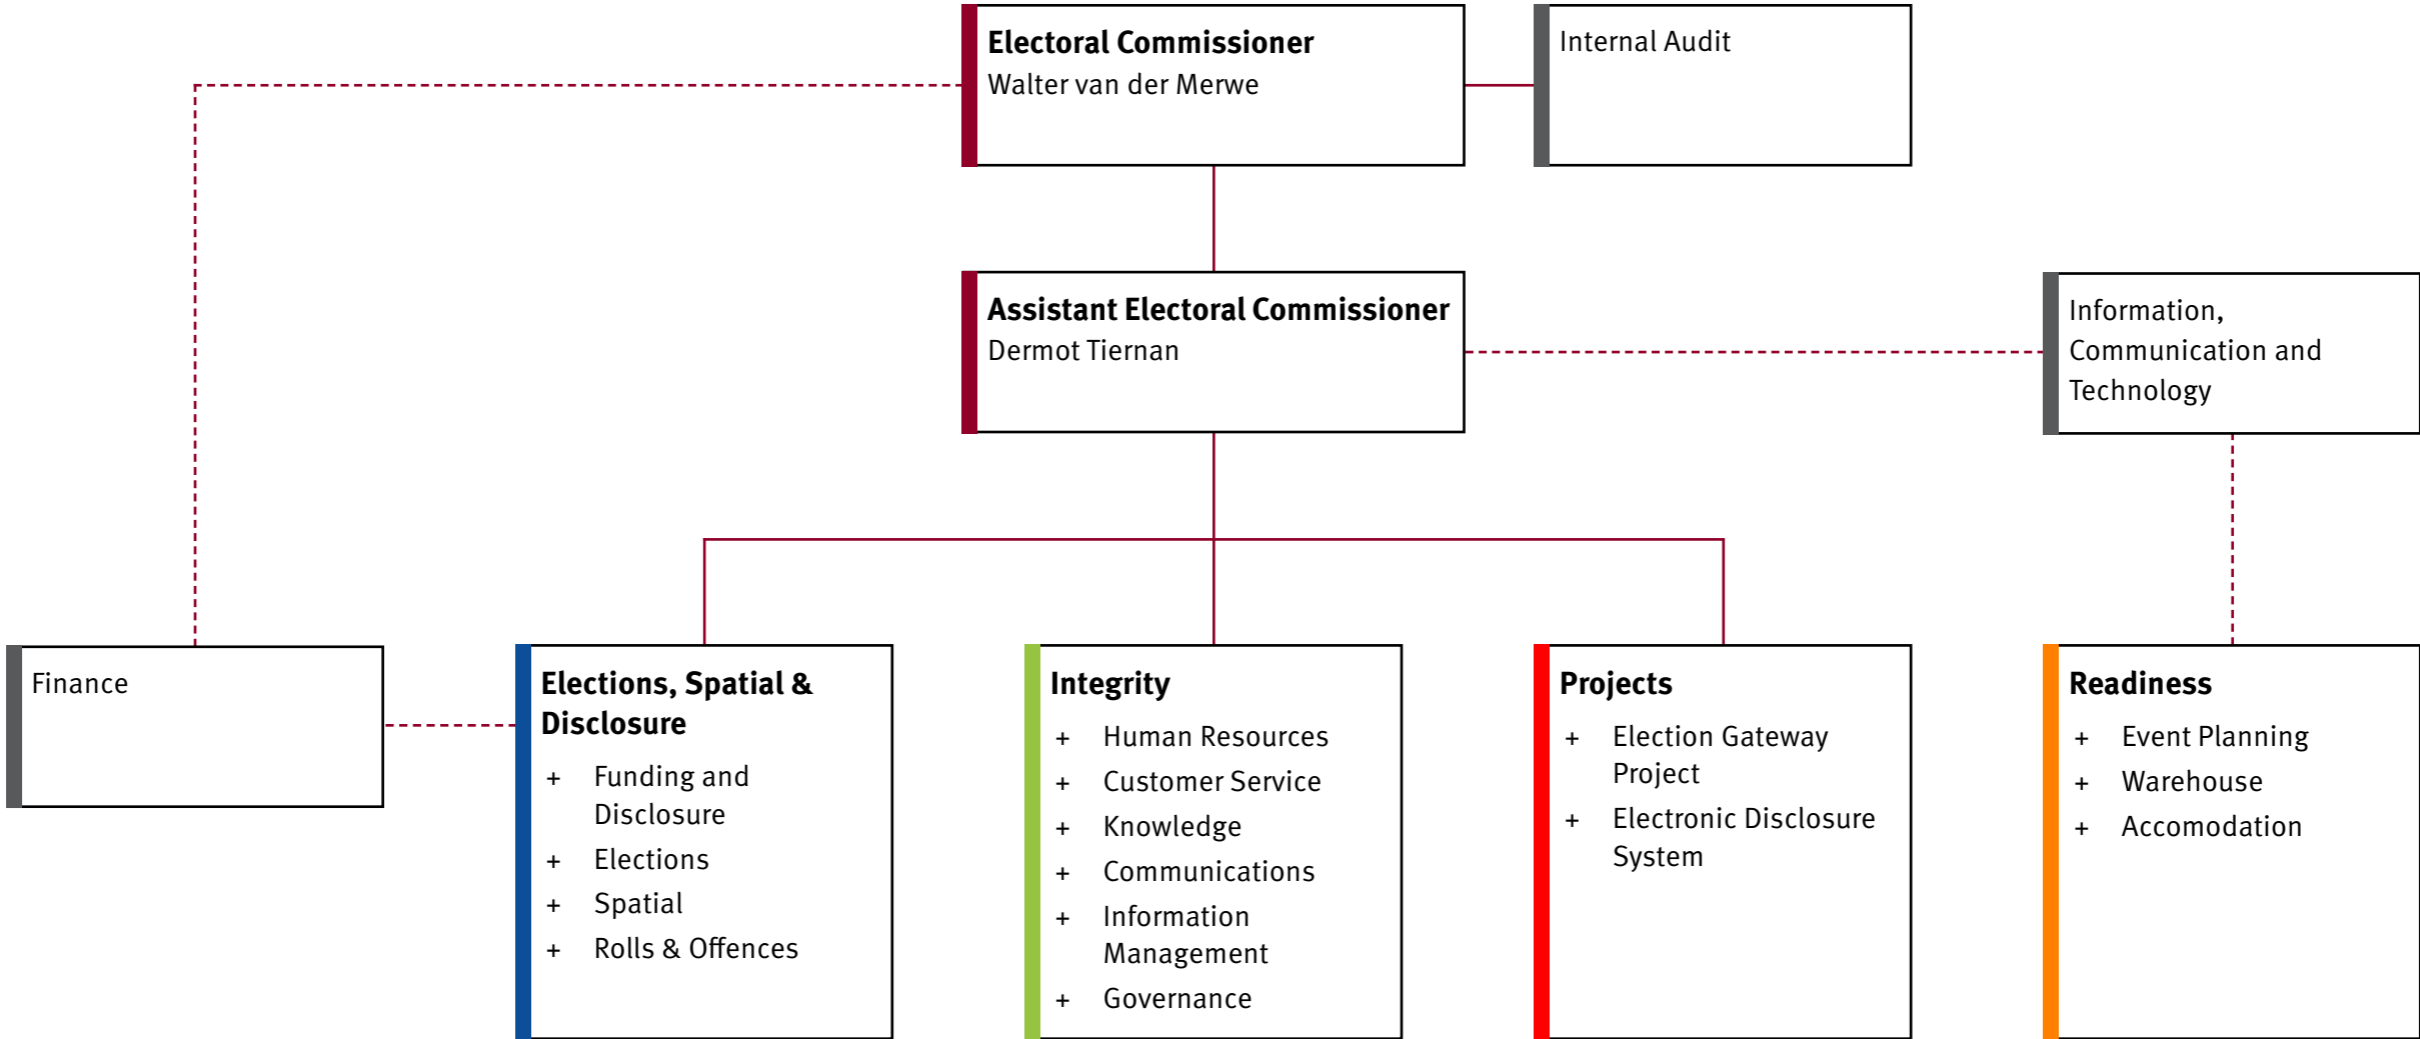 Electoral Commissioner
Walter van der Merwe
Internal Audit
Assistant Electoral Commissioner
Dermot Tiernan
Information,
Communication and
Technology
Finance
Elections, Spatial &
Disclosure
+ Funding and
Disclosure
+ Elections
+ Spatial
+ Rolls & Offences
Integrity
+ Human Resources
+ Customer Service
+ Knowledge
+ Communications
+ Information
Management
+ Governance
Projects
+ Election Gateway
Project
+ Electronic Disclosure
System
Readiness
+ Event Planning
+ Warehouse
+ Accomodation